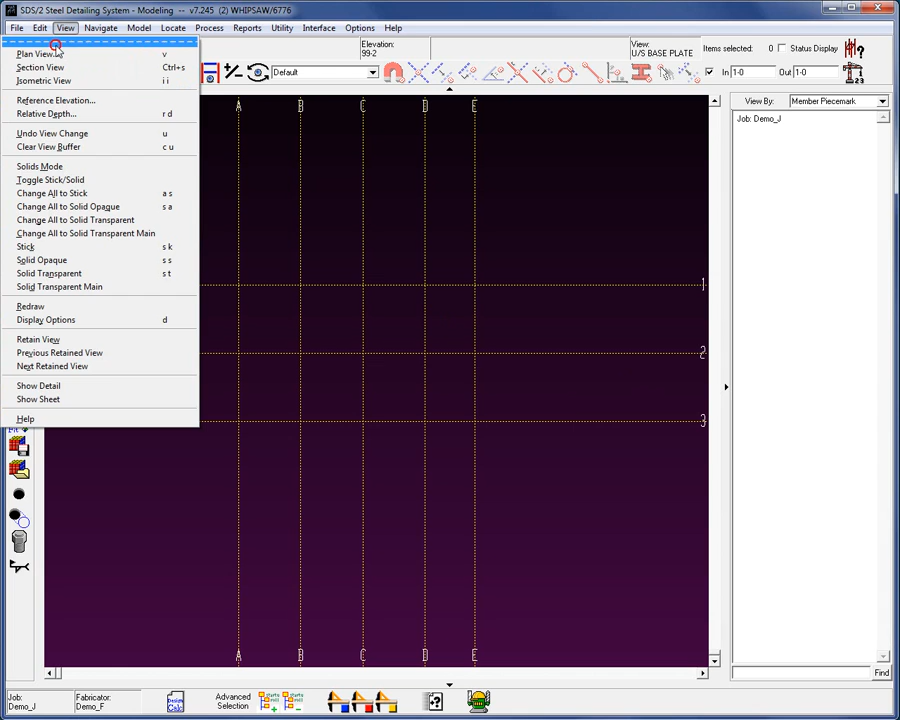 SDS/2 Steel Detailing System - Modeling -- v7.245 (2) WHIPSAW/6776
File Edit View Navigate Model Locate Process Reports Utility Interface Options Help
Elevation:
99-2
View:
U/S BASE PLATE
Items selected: 0 Status Display
Default
In 1-0 Out 1-0
Plan View... v
Section View Ctrl+s
Isometric View i i
Reference Elevation...
Relative Depth... r d
Undo View Change u
Clear View Buffer c u
Solids Mode
Toggle Stick/Solid
Change All to Stick a s
Change All to Solid Opaque s a
Change All to Solid Transparent
Change All to Solid Transparent Main
Stick s k
Solid Opaque s s
Solid Transparent s t
Solid Transparent Main
Redraw
Display Options d
Retain View
Previous Retained View
Next Retained View
Show Detail
Show Sheet
Help
A B C D E
1
2
3
A B C D E
View By: Member Piecemark
Job: Demo_J
Find
Job:
Demo_J
Fabricator:
Demo_F
Advanced
Selection